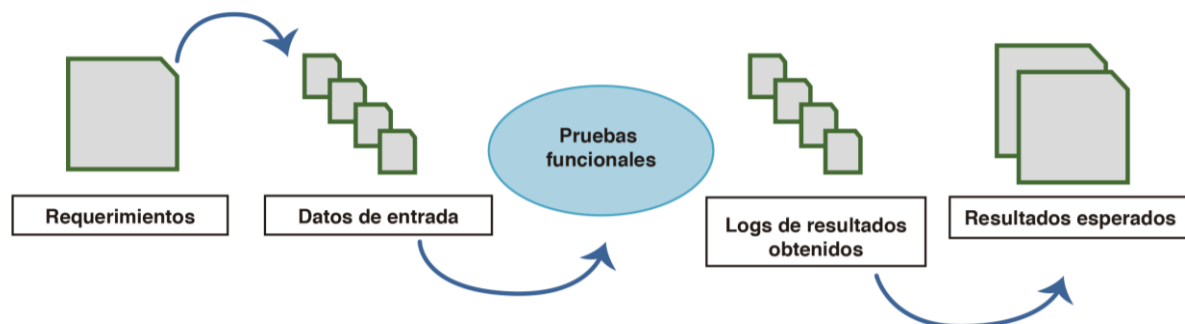 Requerimientos
Datos de entrada
Pruebas
funcionales
Logs de resultados
obtenidos
Resultados esperados